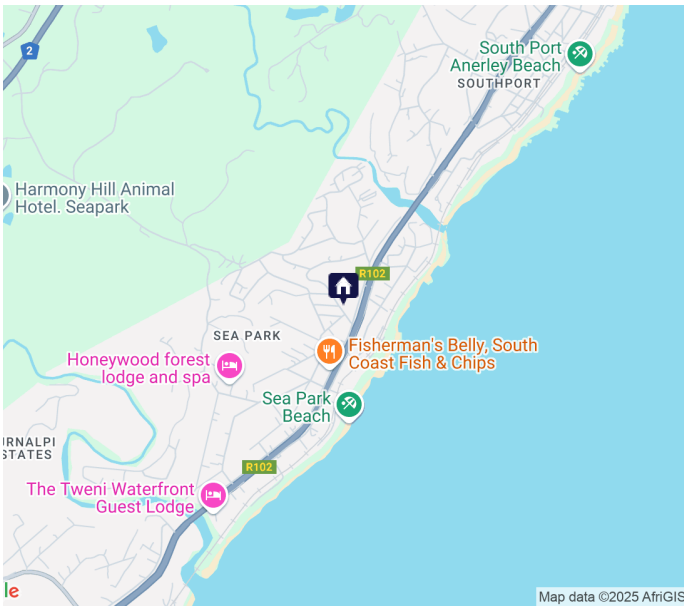 2
South Port
Anerley Beach
SOUTHPORT
Harmony Hill Animal
Hotel. Seapark
R102
SEA PARK
Fisherman's Belly, South
Coast Fish & Chips
Honeywood forest
lodge and spa
Sea Park
Beach
URNALPI
STATES
R102
The Tweni Waterfront
Guest Lodge
le
Map data ©2025 AfriGIS